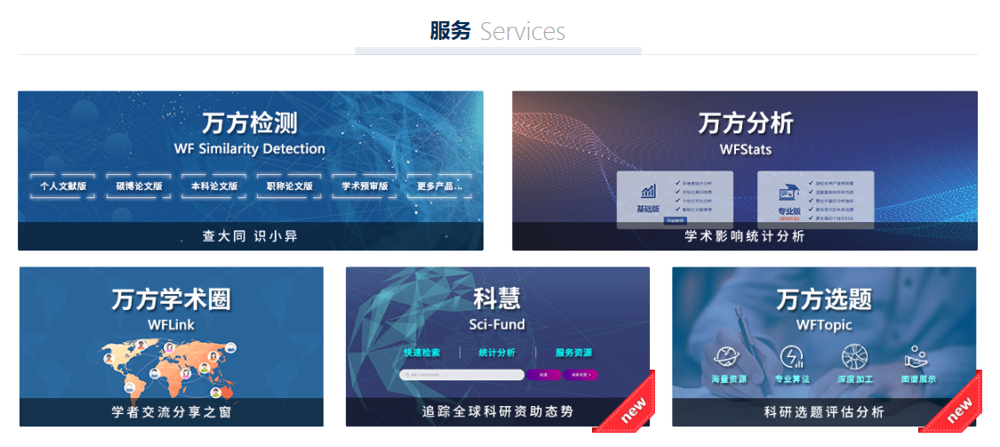 服务 Services
万方检测
WF Similarity Detection
个人文献版 硕博论文版 本科论文版 职称论文版 学术预审版 更多产品...
查大同 识小异
万方分析
WFStats
基础版
专业版
学术影响统计分析
万方学术圈
WFLink
学者交流分享之窗
科慧
Sci-Fund
快速检索 统计分析 服务资源
检索
高级检索
追踪全球科研资助态势
new
万方选题
WFTopic
海量资源 专业算法 深度加工 图谱展示
科研选题评估分析
new